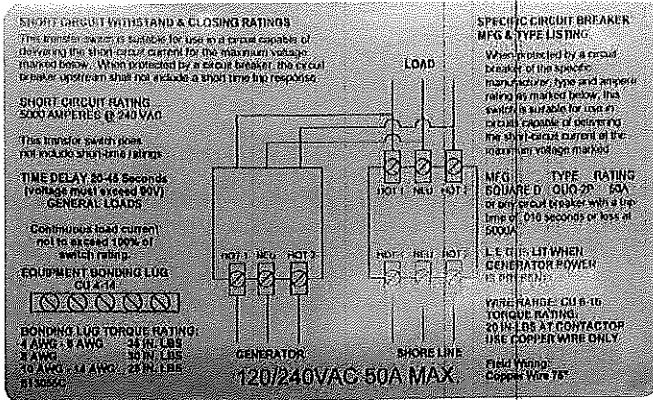 SHORT CIRCUIT WITHSTAND & CLOSING RATINGS
This transfer switch is suitable for use in a circuit capable of
delivering the short-circuit current for the maximum voltage
marked below. When protected by a circuit breaker, the circuit
breaker upstream shall not include a short time trip response.
SHORT CIRCUIT RATING
5000 AMPERES @ 240 VAC
This transfer switch does
not include short-time ratings
TIME DELAY 20-45 Seconds
(voltage must exceed 90V)
GENERAL LOADS
Continuous load current
not to exceed 100% of
switch rating.
EQUIPMENT BONDING LUG
CU 4-14
BONDING LUG TORQUE RATING:
4 AWG - 6 AWG 35 IN. LBS
8 AWG 30 IN. LBS
10 AWG - 14 AWG 25 IN. LBS
LOAD
HOT 1 NEU HOT 2
HOT 1 NEU HOT 2
HOT 1 NEU HOT 2
GENERATOR
SHORE LINE
120/240VAC 50A MAX.
SPECIFIC CIRCUIT BREAKER
MFG & TYPE LISTING
When protected by a circuit
breaker of the specific
manufacturer, type and ampere
rating as marked below, this
switch is suitable for use in
circuits capable of delivering
the short-circuit current at the
maximum voltage marked
MFG TYPE RATING
SQUARE D QUO-2P 50A
or any circuit breaker with a trip
time of .016 seconds or less at
5000A
L.E.D. IS LIT WHEN
GENERATOR POWER
IS PRESENT
WIRE RANGE: CU 6-16
TORQUE RATING:
20 IN-LBS AT CONTACTOR
USE COPPER WIRE ONLY
Field Wiring:
Copper Wire 75°